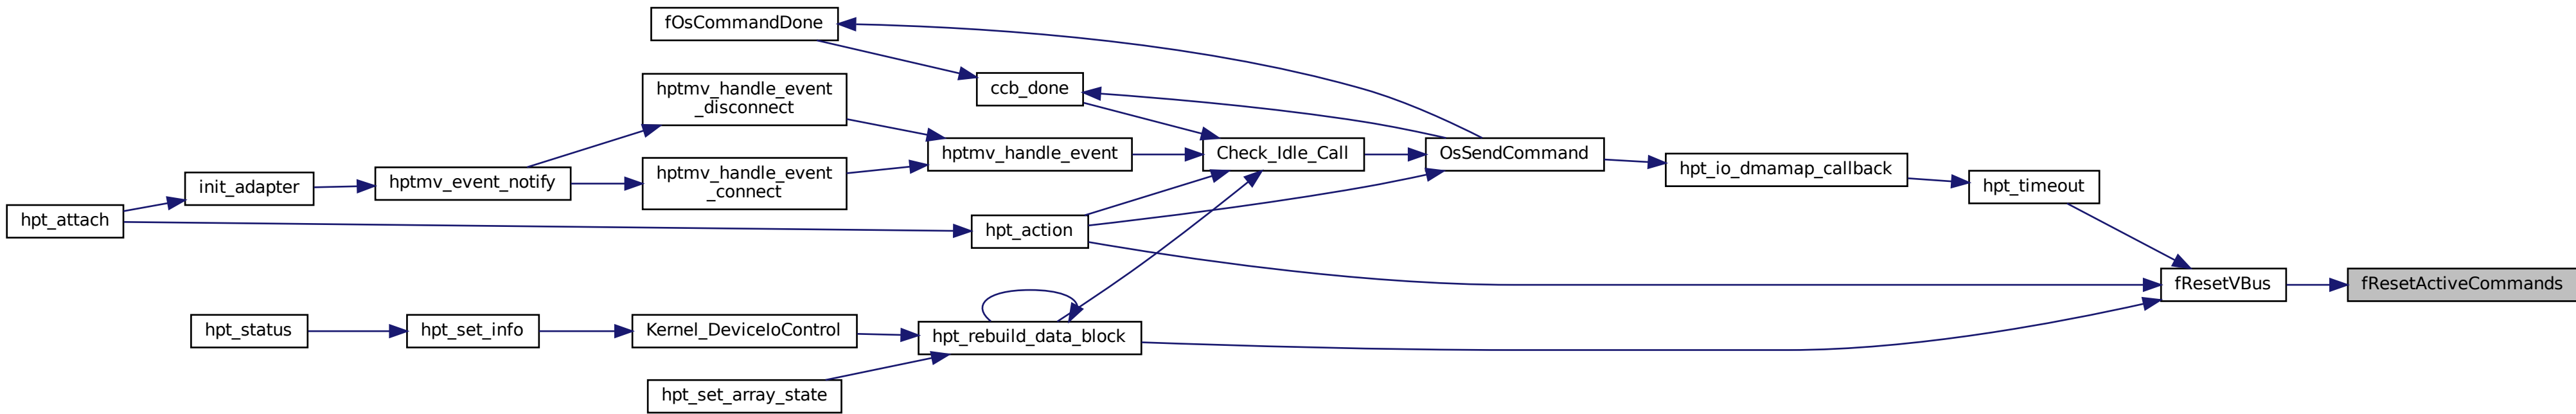 fOsCommandDone
hptmv_handle_event
_disconnect
ccb_done
hptmv_handle_event
Check_Idle_Call
OsSendCommand
hpt_io_dmamap_callback
hpt_timeout
init_adapter
hptmv_event_notify
hptmv_handle_event
_connect
hpt_attach
hpt_action
fResetVBus
fResetActiveCommands
hpt_status
hpt_set_info
Kernel_DeviceIoControl
hpt_rebuild_data_block
hpt_set_array_state